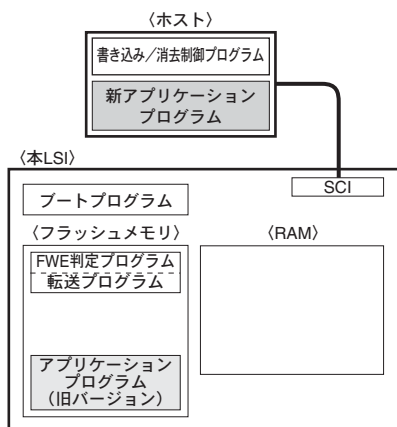 〈ホスト〉
書き込み／消去制御プログラム
新アプリケーション
プログラム
〈本LSI〉
SCI
ブートプログラム
〈フラッシュメモリ〉
〈RAM〉
FWE判定プログラム
転送プログラム
アプリケーション
プログラム
（旧バージョン）